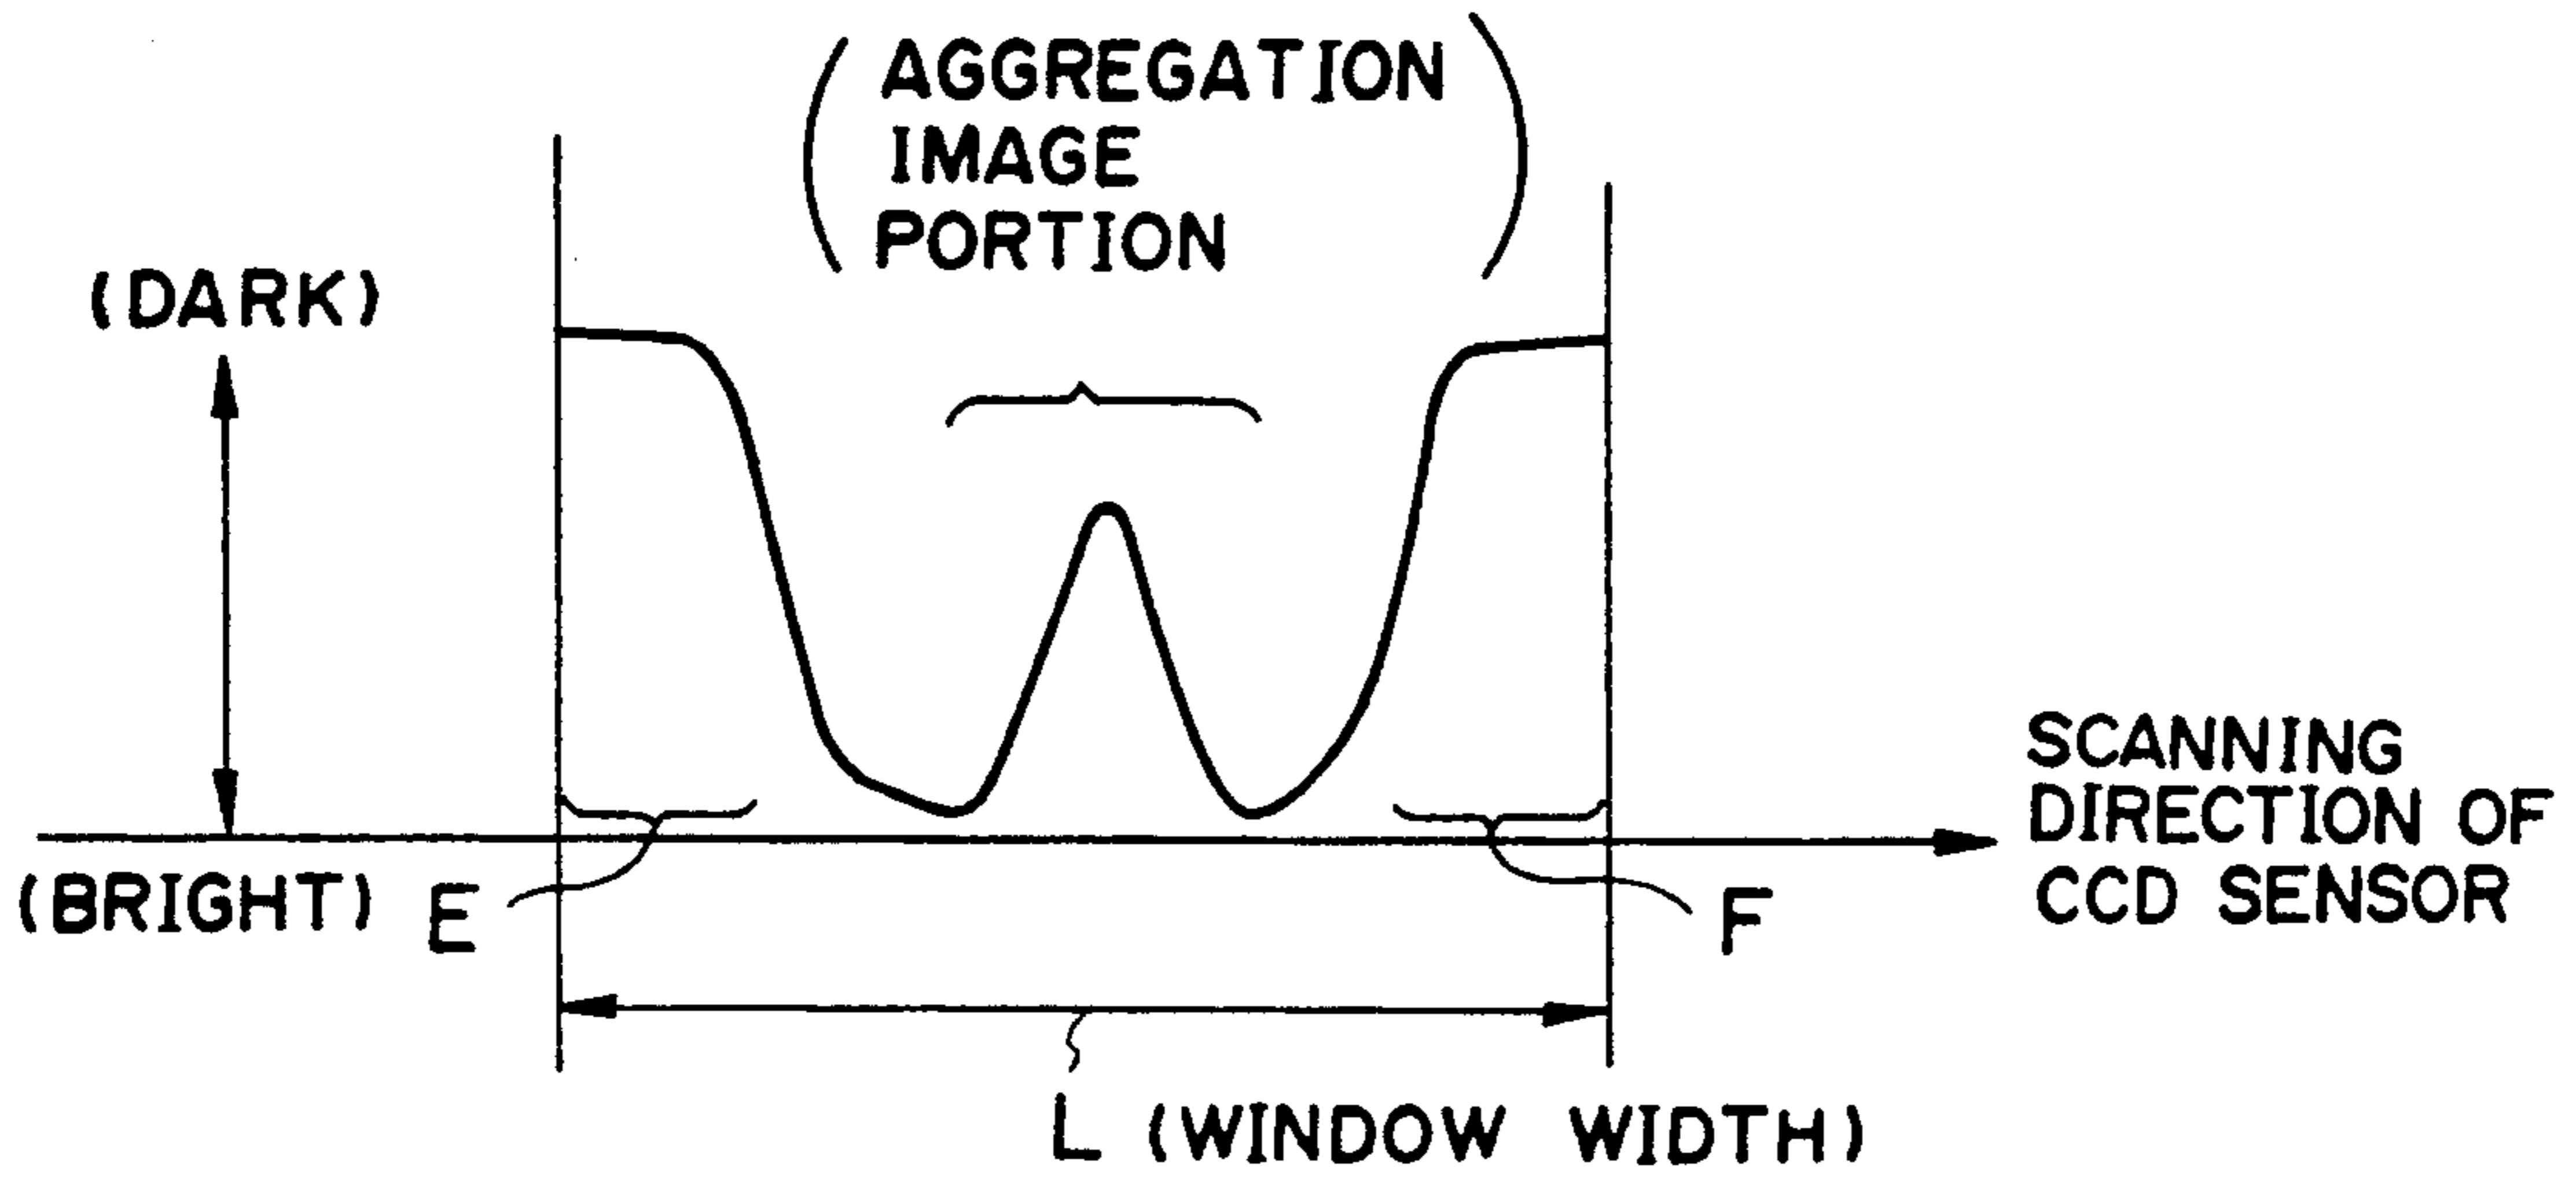 ( AGGREGATION
IMAGE
PORTION )
(DARK)
SCANNING
DIRECTION OF
CCD SENSOR
(BRIGHT)
E
F
L (WINDOW WIDTH)